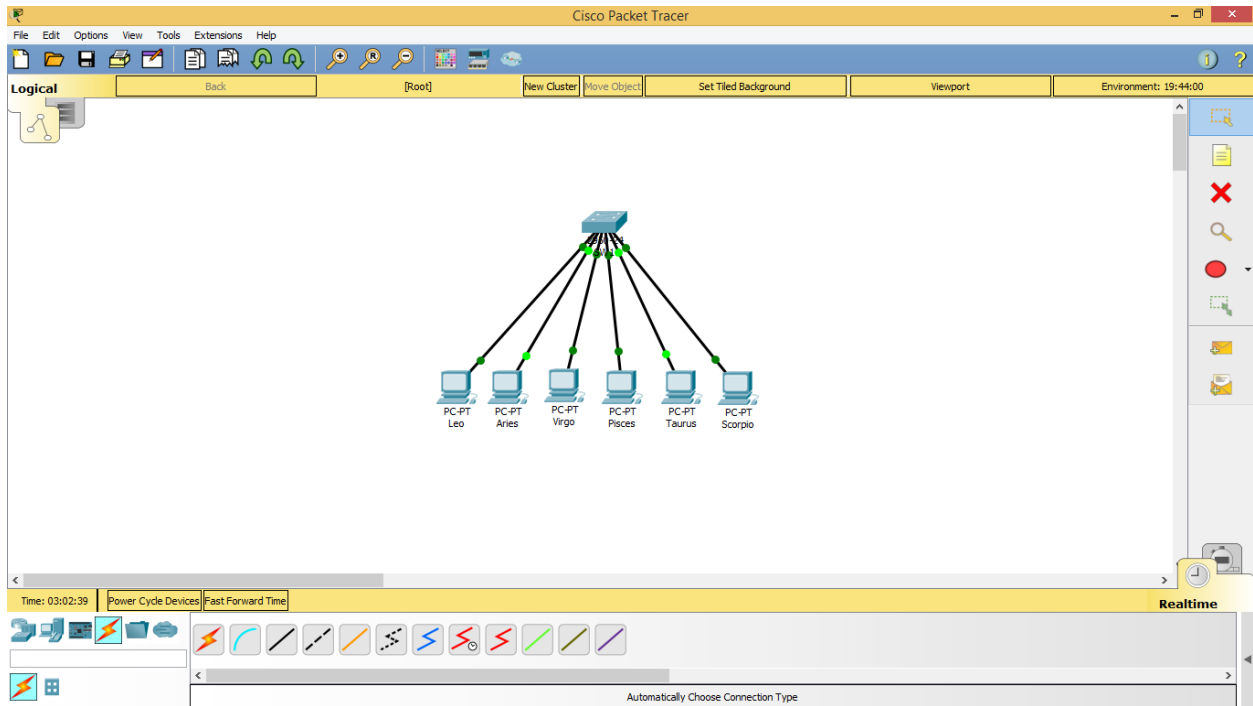 Cisco Packet Tracer
File Edit Options View Tools Extensions Help
Logical
Back
[Root]
New Cluster
Move Object
Set Tiled Background
Viewport
Environment: 19:44:00
PC-PT
Leo
PC-PT
Aries
PC-PT
Virgo
PC-PT
Pisces
PC-PT
Taurus
PC-PT
Scorpio
Time: 03:02:39
Power Cycle Devices
Fast Forward Time
Realtime
Automatically Choose Connection Type